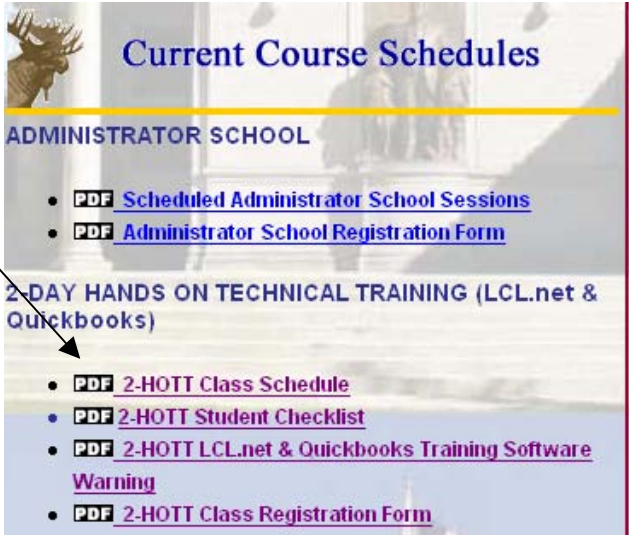 Current Course Schedules
ADMINISTRATOR SCHOOL
• PDF Scheduled Administrator School Sessions
• PDF Administrator School Registration Form
2-DAY HANDS ON TECHNICAL TRAINING (LCL.net &
Quickbooks)
• PDF 2-HOTT Class Schedule
• PDF 2-HOTT Student Checklist
• PDF 2-HOTT LCL.net & Quickbooks Training Software
Warning
• PDF 2-HOTT Class Registration Form